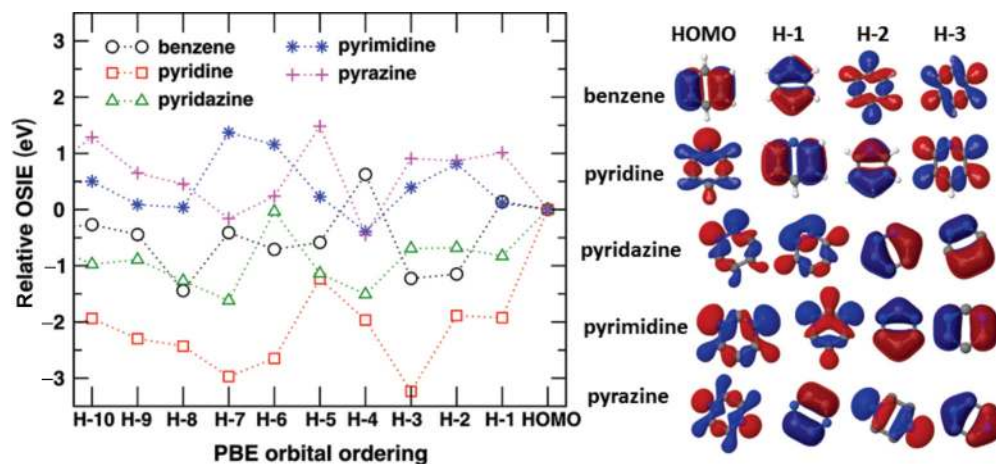 3
2
1
0
−1
−2
−3
Relative OSIE (eV)
benzene
pyridine
pyridazine
pyrimidine
pyrazine
H-10 H-9 H-8 H-7 H-6 H-5 H-4 H-3 H-2 H-1 HOMO
PBE orbital ordering
HOMO H-1 H-2 H-3
benzene
pyridine
pyridazine
pyrimidine
pyrazine